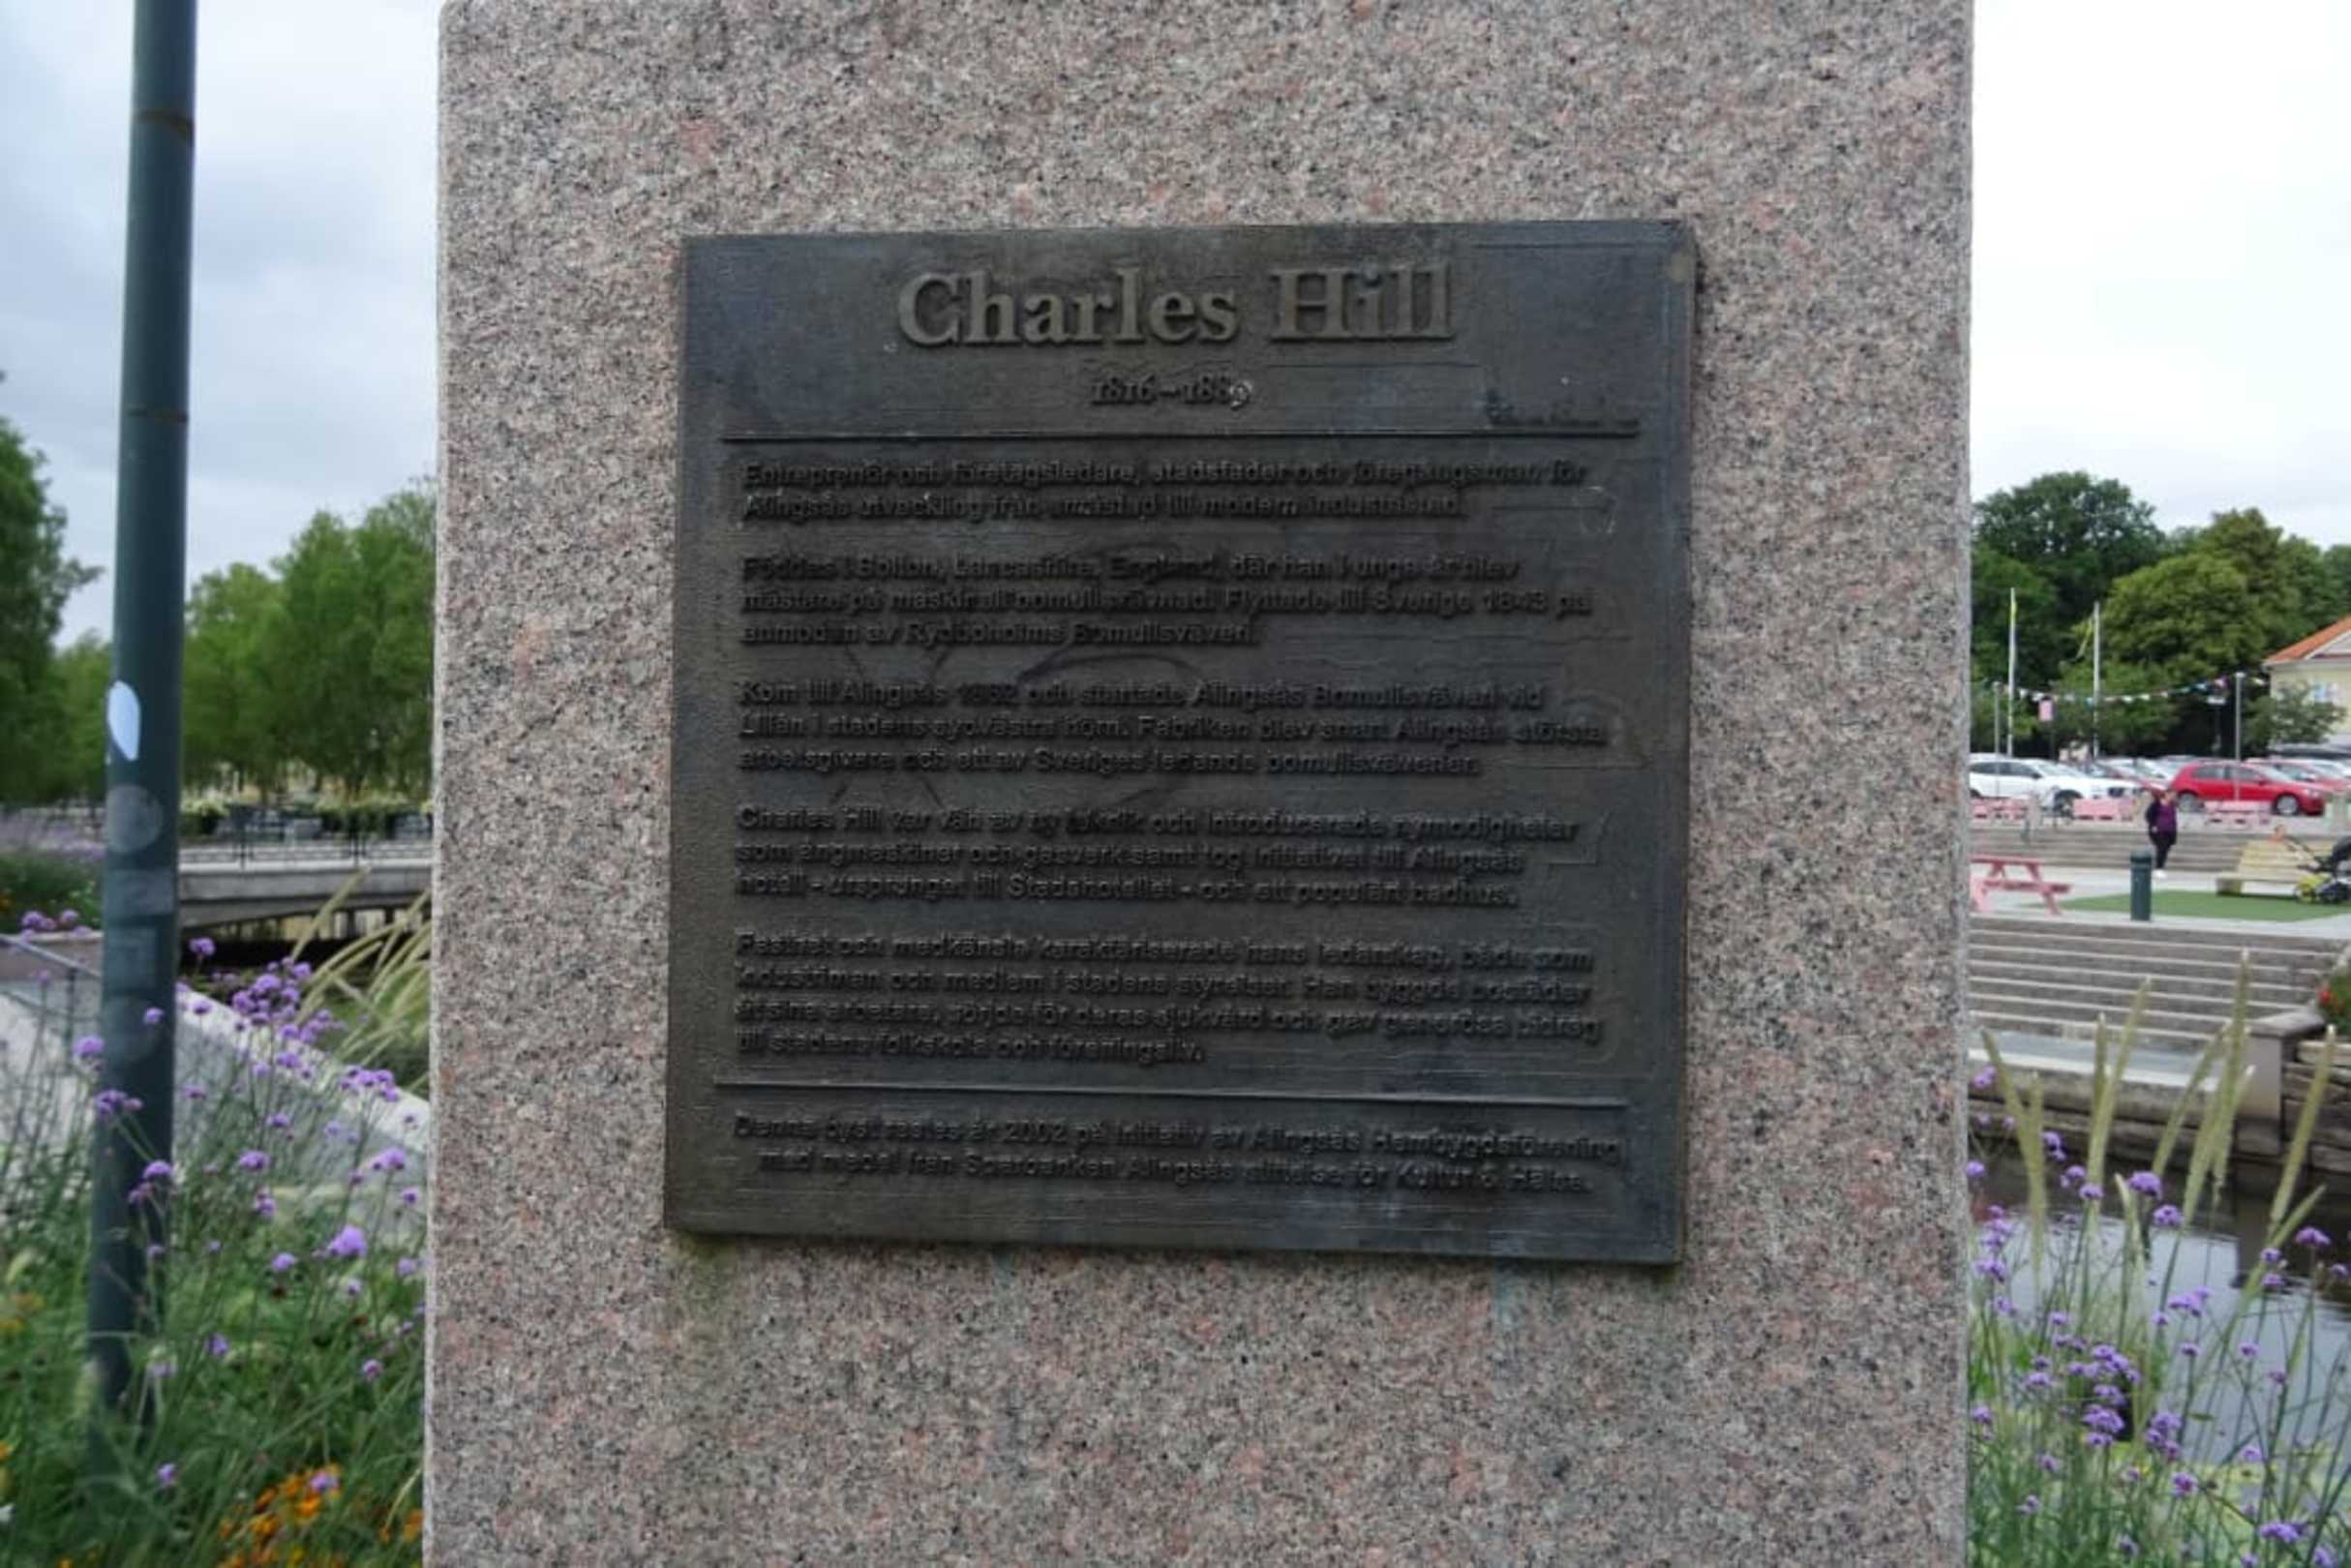 Charles Hill
1816–1889
Entreprenör och företagsledare, stadsfader och föregångsman för
Alingsås utveckling från småstad till modern industristad.
Föddes i Bolton, Lancashire, England, där han i unga år blev
mästare på maskinell bomullsvävnad. Flyttade till Sverige 1843 på
anmodan av Rydboholms Bomullsväveri.
Kom till Alingsås 1862 och startade Alingsås Bomullsväveri vid
Lillån i stadens sydvästra hörn. Fabriken blev snart Alingsås största
arbetsgivare och ett av Sveriges ledande bomullsväverier.
Charles Hill var vän av ny teknik och introducerade nymodigheter
som ångmaskiner och gasverk samt tog initiativet till Alingsås
hotell - ursprunget till Stadshotellet - och ett populärt badhus.
Fasthet och medkänsla karaktäriserade hans ledarskap, både som
industriman och medlem i stadens styrelser. Han byggde bostäder
åt sina arbetare, sörjde för deras sjukvård och gav generösa bidrag
till stadens folkskola och föreningsliv.
Denna byst restes år 2002 på initiativ av Alingsås Hembygdsförening
med medel från Sparbanken Alingsås stiftelse för Kultur & Hälsa.